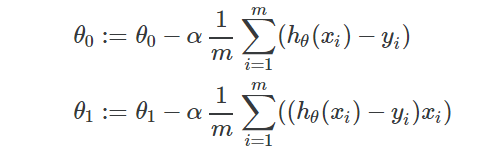 θ₀ := θ₀ − α 1/m ∑_{i=1}^{m} (h_θ(x_i) − y_i)
θ₁ := θ₁ − α 1/m ∑_{i=1}^{m} ((h_θ(x_i) − y_i)x_i)